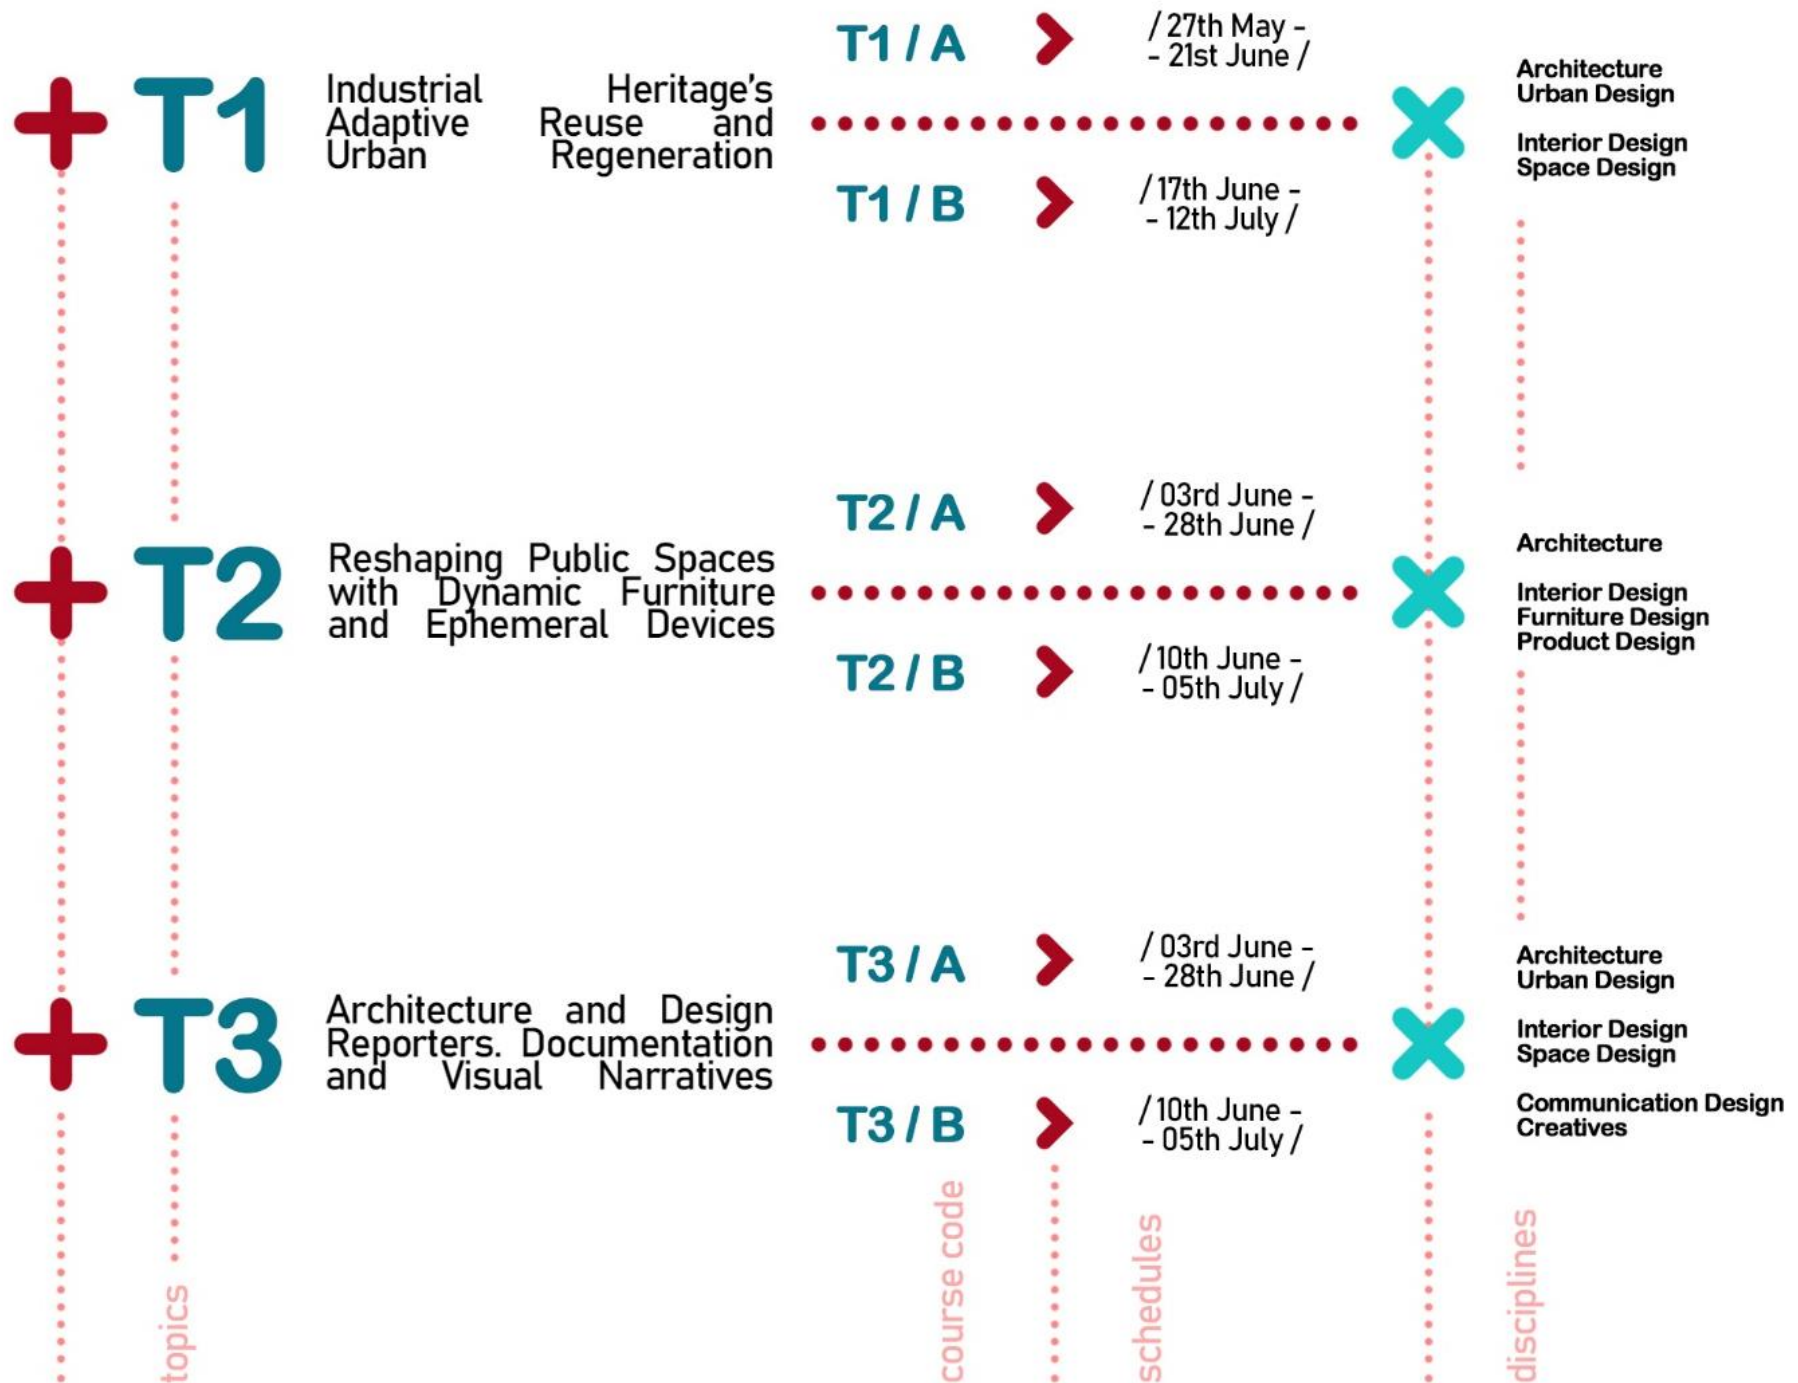 T1
Industrial Heritage's
Adaptive Reuse and
Urban Regeneration
T1 / A
/ 27th May -
- 21st June /
T1 / B
/ 17th June -
- 12th July /
Architecture
Urban Design
Interior Design
Space Design
T2
Reshaping Public Spaces
with Dynamic Furniture
and Ephemeral Devices
T2 / A
/ 03rd June -
- 28th June /
T2 / B
/ 10th June -
- 05th July /
Architecture
Interior Design
Furniture Design
Product Design
T3
Architecture and Design
Reporters. Documentation
and Visual Narratives
T3 / A
/ 03rd June -
- 28th June /
T3 / B
/ 10th June -
- 05th July /
Architecture
Urban Design
Interior Design
Space Design
Communication Design
Creatives
topics
course code
schedules
disciplines